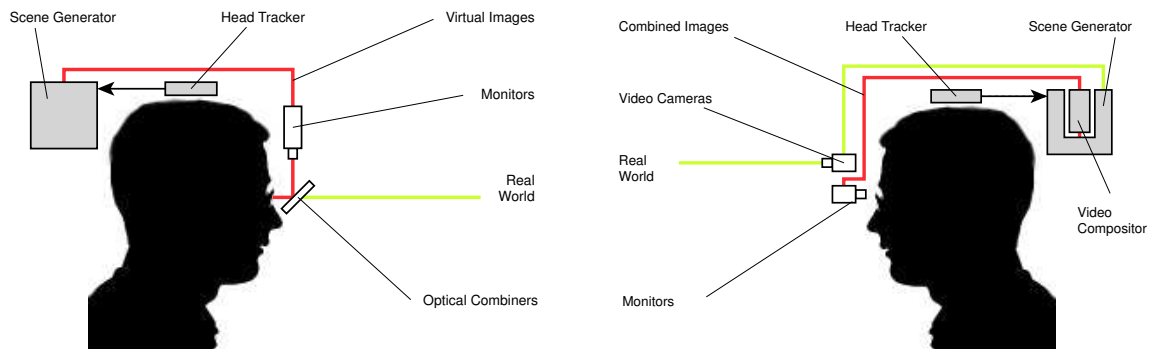 Scene Generator
Head Tracker
Virtual Images
Monitors
Real
World
Optical Combiners
Combined Images
Head Tracker
Scene Generator
Video Cameras
Real
World
Video
Compositor
Monitors